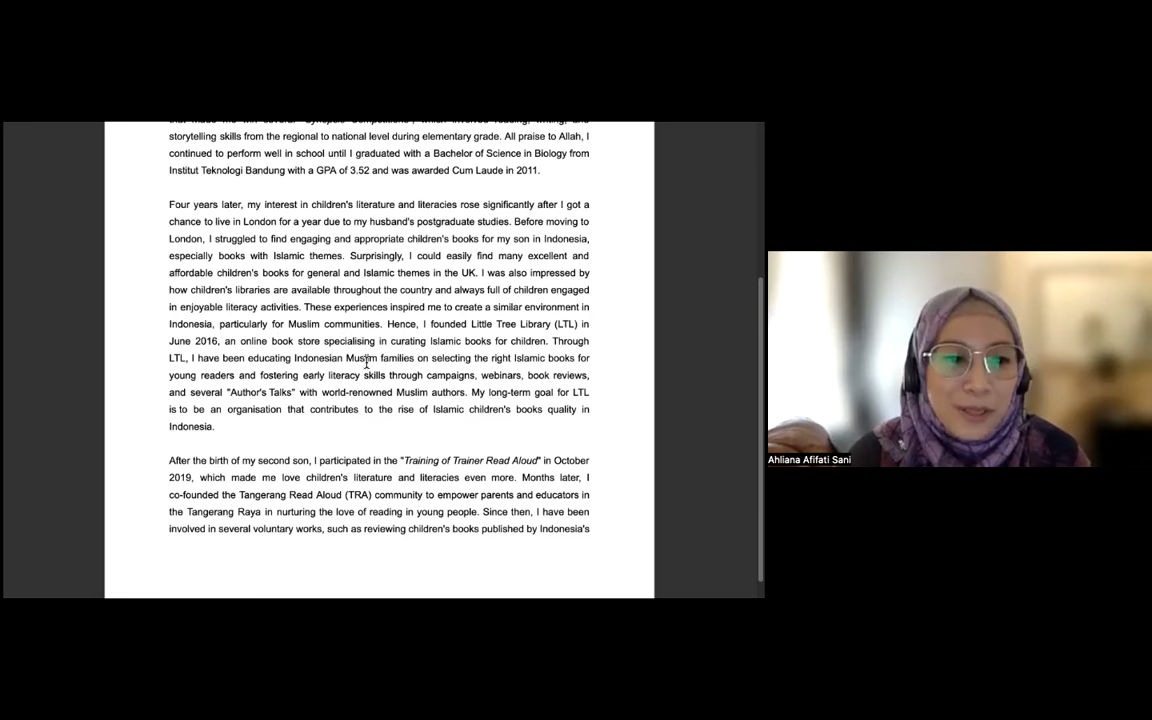 that made me win several "Synopsis Competitions", which involved reading, writing, and
storytelling skills from the regional to national level during elementary grade. All praise to Allah, I
continued to perform well in school until I graduated with a Bachelor of Science in Biology from
Institut Teknologi Bandung with a GPA of 3.52 and was awarded Cum Laude in 2011.
Four years later, my interest in children's literature and literacies rose significantly after I got a
chance to live in London for a year due to my husband's postgraduate studies. Before moving to
London, I struggled to find engaging and appropriate children's books for my son in Indonesia,
especially books with Islamic themes. Surprisingly, I could easily find many excellent and
affordable children's books for general and Islamic themes in the UK. I was also impressed by
how children's libraries are available throughout the country and always full of children engaged
in enjoyable literacy activities. These experiences inspired me to create a similar environment in
Indonesia, particularly for Muslim communities. Hence, I founded Little Tree Library (LTL) in
June 2016, an online book store specialising in curating Islamic books for children. Through
LTL, I have been educating Indonesian Muslim families on selecting the right Islamic books for
young readers and fostering early literacy skills through campaigns, webinars, book reviews,
and several "Author's Talks" with world-renowned Muslim authors. My long-term goal for LTL
is to be an organisation that contributes to the rise of Islamic children's books quality in
Indonesia.
After the birth of my second son, I participated in the "Training of Trainer Read Aloud" in October
2019, which made me love children's literature and literacies even more. Months later, I
co-founded the Tangerang Read Aloud (TRA) community to empower parents and educators in
the Tangerang Raya in nurturing the love of reading in young people. Since then, I have been
involved in several voluntary works, such as reviewing children's books published by Indonesia's
Ahliana Afifati Sani